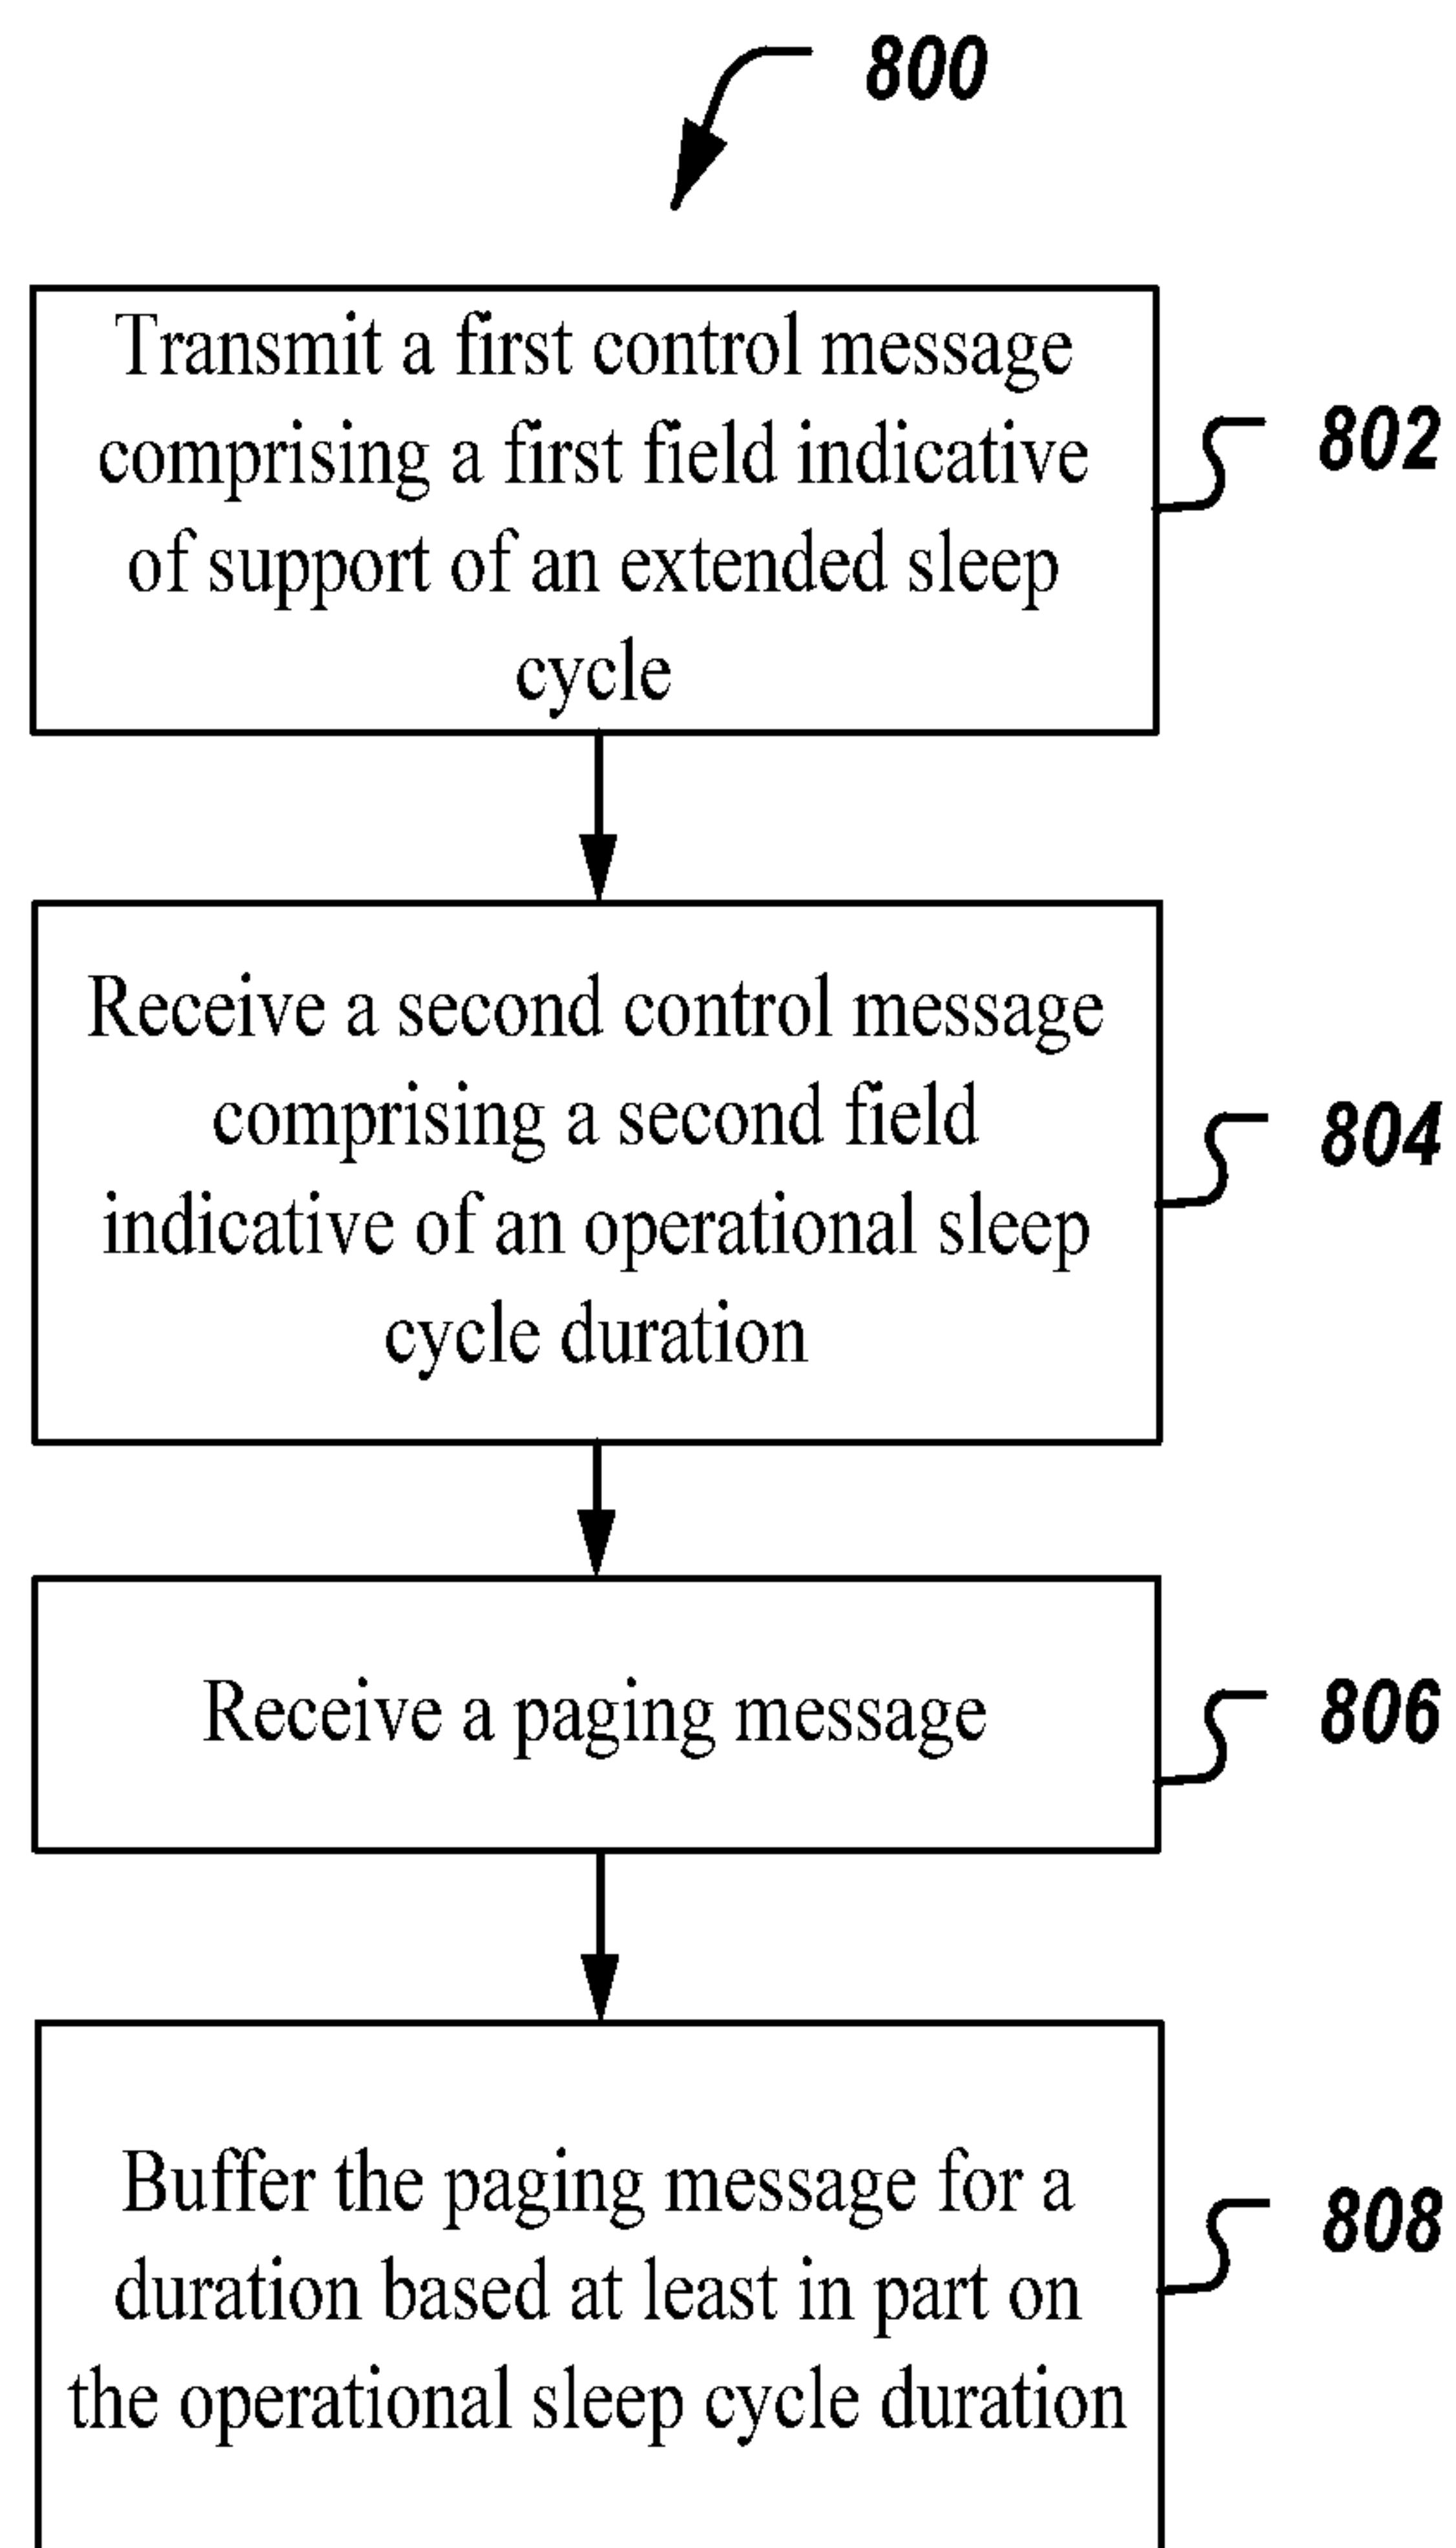 800
Transmit a first control message
comprising a first field indicative
of support of an extended sleep
cycle
802
Receive a second control message
comprising a second field
indicative of an operational sleep
cycle duration
804
Receive a paging message
806
Buffer the paging message for a
duration based at least in part on
the operational sleep cycle duration
808